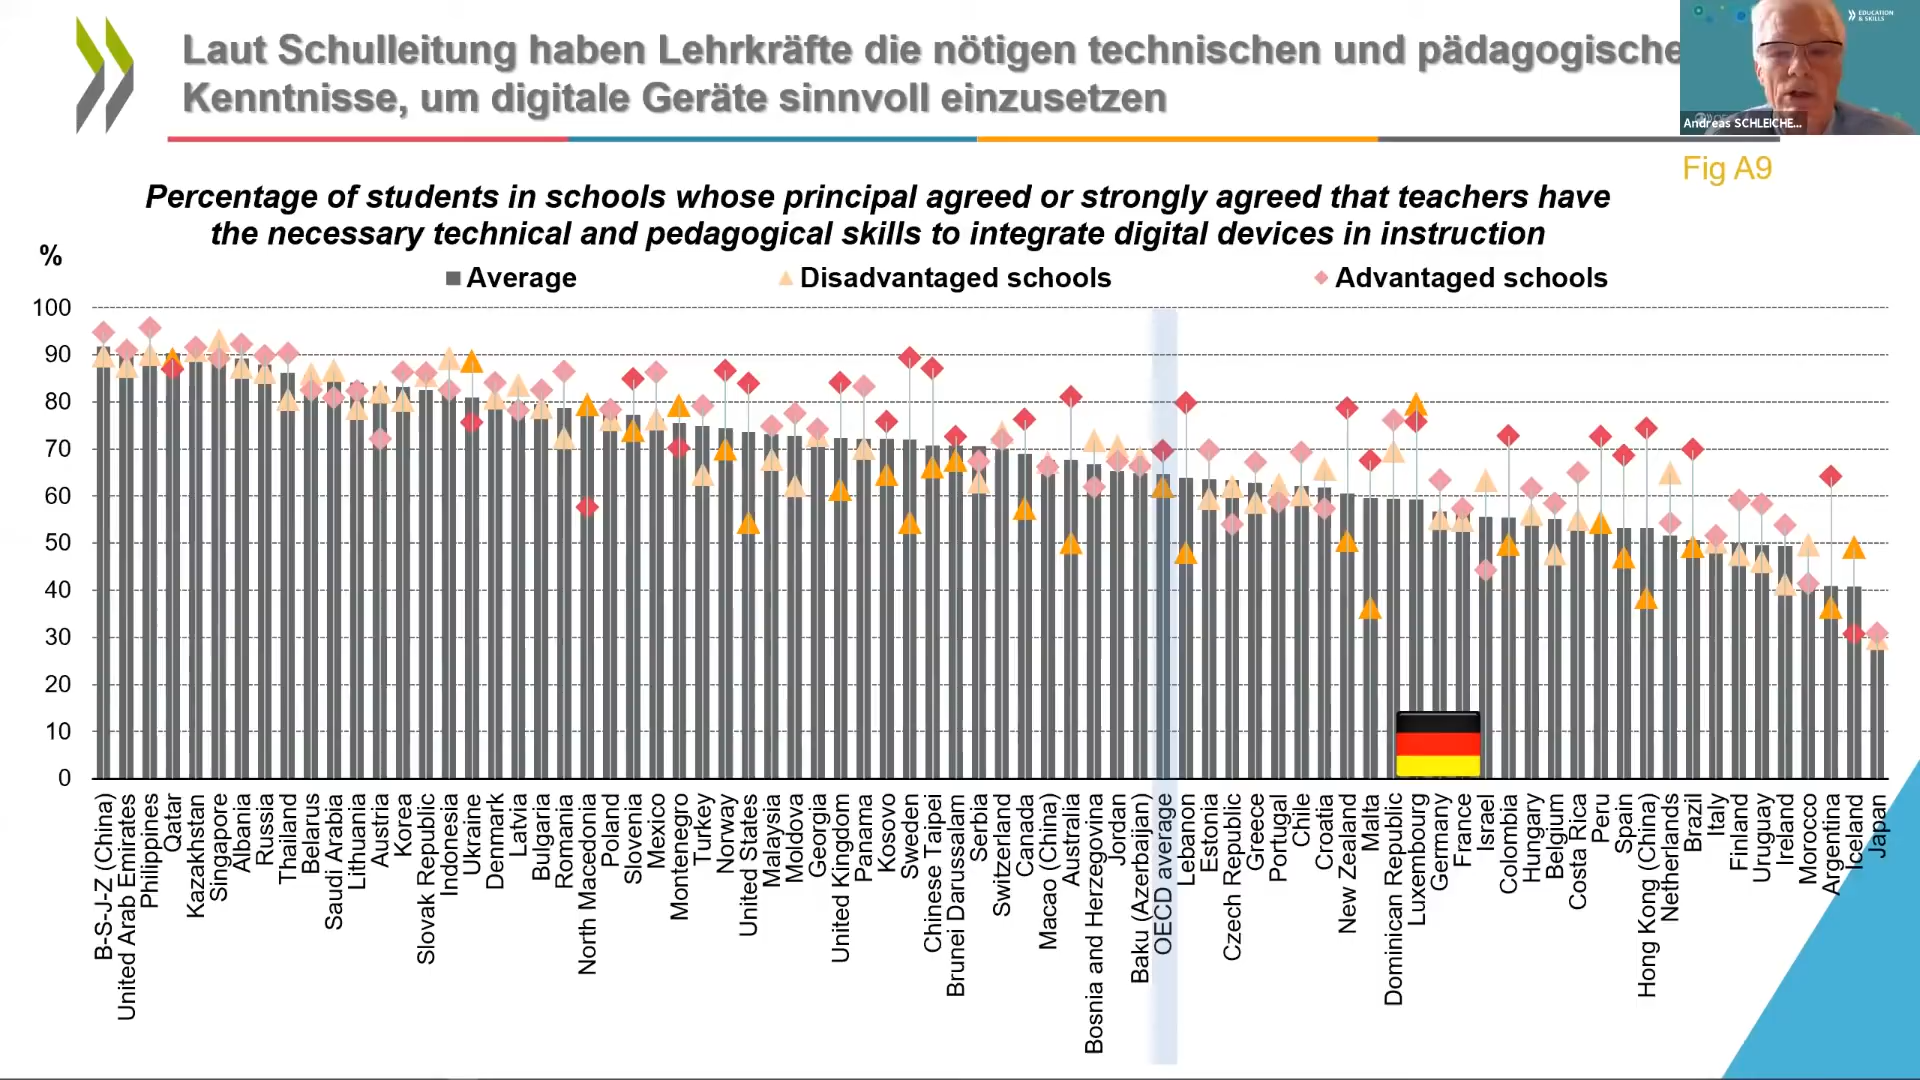 Laut Schulleitung haben Lehrkräfte die nötigen technischen und pädagogische
Kenntnisse, um digitale Geräte sinnvoll einzusetzen
EDUCATION
& SKILLS
Andreas SCHLEICHE...
Fig A9
Percentage of students in schools whose principal agreed or strongly agreed that teachers have
the necessary technical and pedagogical skills to integrate digital devices in instruction
%
Average
Disadvantaged schools
Advantaged schools
100
90
80
70
60
50
40
30
20
10
0
B-S-J-Z (China)
United Arab Emirates
Philippines
Qatar
Kazakhstan
Singapore
Albania
Russia
Thailand
Belarus
Saudi Arabia
Lithuania
Austria
Korea
Slovak Republic
Indonesia
Ukraine
Denmark
Latvia
Bulgaria
Romania
North Macedonia
Poland
Slovenia
Mexico
Montenegro
Turkey
Norway
United States
Malaysia
Moldova
Georgia
United Kingdom
Panama
Kosovo
Sweden
Chinese Taipei
Brunei Darussalam
Serbia
Switzerland
Canada
Macao (China)
Australia
Bosnia and Herzegovina
Jordan
Baku (Azerbaijan)
OECD average
Lebanon
Estonia
Czech Republic
Greece
Portugal
Chile
Croatia
New Zealand
Malta
Dominican Republic
Luxembourg
Germany
France
Israel
Colombia
Hungary
Belgium
Costa Rica
Peru
Spain
Hong Kong (China)
Netherlands
Brazil
Italy
Finland
Uruguay
Ireland
Morocco
Argentina
Iceland
Japan